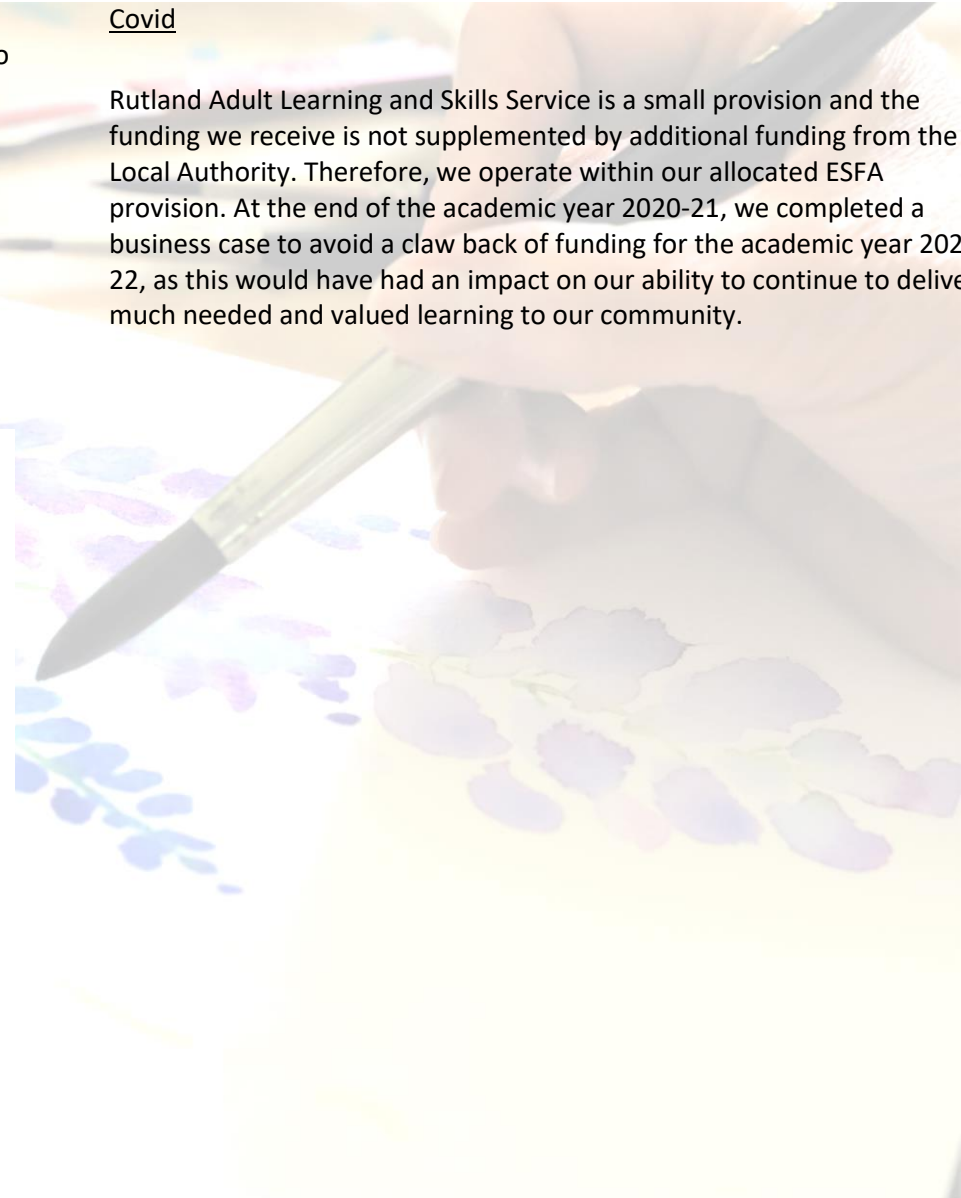 Covid
Rutland Adult Learning and Skills Service is a small provision and the
funding we receive is not supplemented by additional funding from the
Local Authority. Therefore, we operate within our allocated ESFA
provision. At the end of the academic year 2020-21, we completed a
business case to avoid a claw back of funding for the academic year 202
22, as this would have had an impact on our ability to continue to delive
much needed and valued learning to our community.